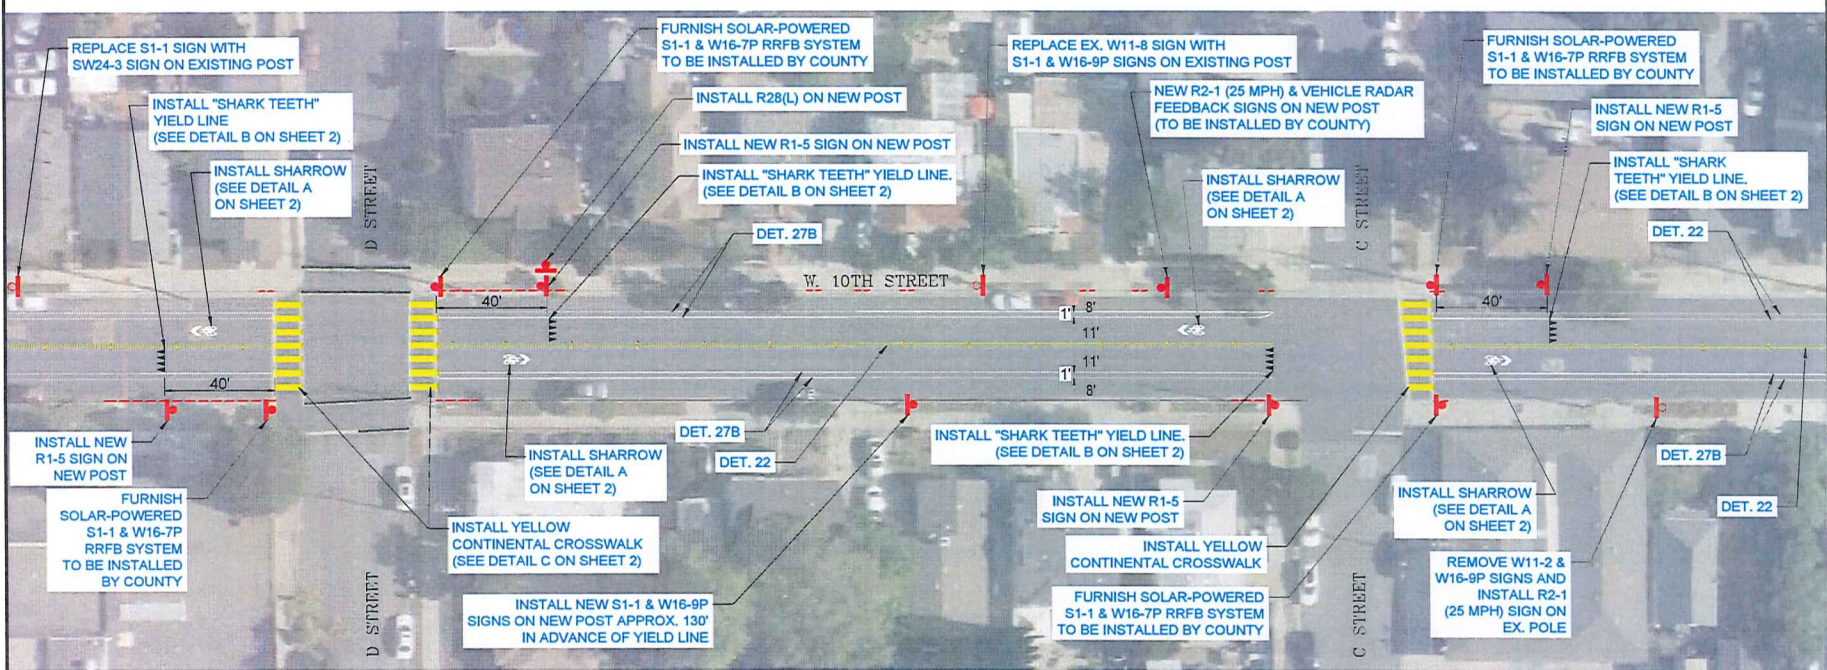 REPLACE S1-1 SIGN WITH
SW24-3 SIGN ON EXISTING POST
FURNISH SOLAR-POWERED
S1-1 & W16-7P RRFB SYSTEM
TO BE INSTALLED BY COUNTY
REPLACE EX. W11-8 SIGN WITH
S1-1 & W16-9P SIGNS ON EXISTING POST
FURNISH SOLAR-POWERED
S1-1 & W16-7P RRFB SYSTEM
TO BE INSTALLED BY COUNTY
INSTALL "SHARK TEETH"
YIELD LINE
(SEE DETAIL B ON SHEET 2)
INSTALL R28(L) ON NEW POST
NEW R2-1 (25 MPH) & VEHICLE RADAR
FEEDBACK SIGNS ON NEW POST
(TO BE INSTALLED BY COUNTY)
INSTALL NEW R1-5
SIGN ON NEW POST
INSTALL SHARROW
(SEE DETAIL A
ON SHEET 2)
D STREET
INSTALL NEW R1-5 SIGN ON NEW POST
INSTALL "SHARK TEETH" YIELD LINE.
(SEE DETAIL B ON SHEET 2)
INSTALL SHARROW
(SEE DETAIL A
ON SHEET 2)
C STREET
INSTALL "SHARK
TEETH" YIELD LINE.
(SEE DETAIL B ON SHEET 2)
DET. 27B
DET. 22
W. 10TH STREET
40'
40'
1'
8'
11'
11'
1'
8'
40'
INSTALL NEW
R1-5 SIGN ON
NEW POST
DET. 27B
DET. 22
INSTALL "SHARK TEETH" YIELD LINE.
(SEE DETAIL B ON SHEET 2)
DET. 27B
INSTALL SHARROW
(SEE DETAIL A
ON SHEET 2)
INSTALL NEW R1-5
SIGN ON NEW POST
INSTALL SHARROW
(SEE DETAIL A
ON SHEET 2)
DET. 22
FURNISH
SOLAR-POWERED
S1-1 & W16-7P
RRFB SYSTEM
TO BE INSTALLED
BY COUNTY
INSTALL YELLOW
CONTINENTAL CROSSWALK
(SEE DETAIL C ON SHEET 2)
INSTALL YELLOW
CONTINENTAL CROSSWALK
REMOVE W11-2 &
W16-9P SIGNS AND
INSTALL R2-1
(25 MPH) SIGN ON
EX. POLE
D STREET
INSTALL NEW S1-1 & W16-9P
SIGNS ON NEW POST APPROX. 130'
IN ADVANCE OF YIELD LINE
FURNISH SOLAR-POWERED
S1-1 & W16-7P RRFB SYSTEM
TO BE INSTALLED BY COUNTY
C STREET